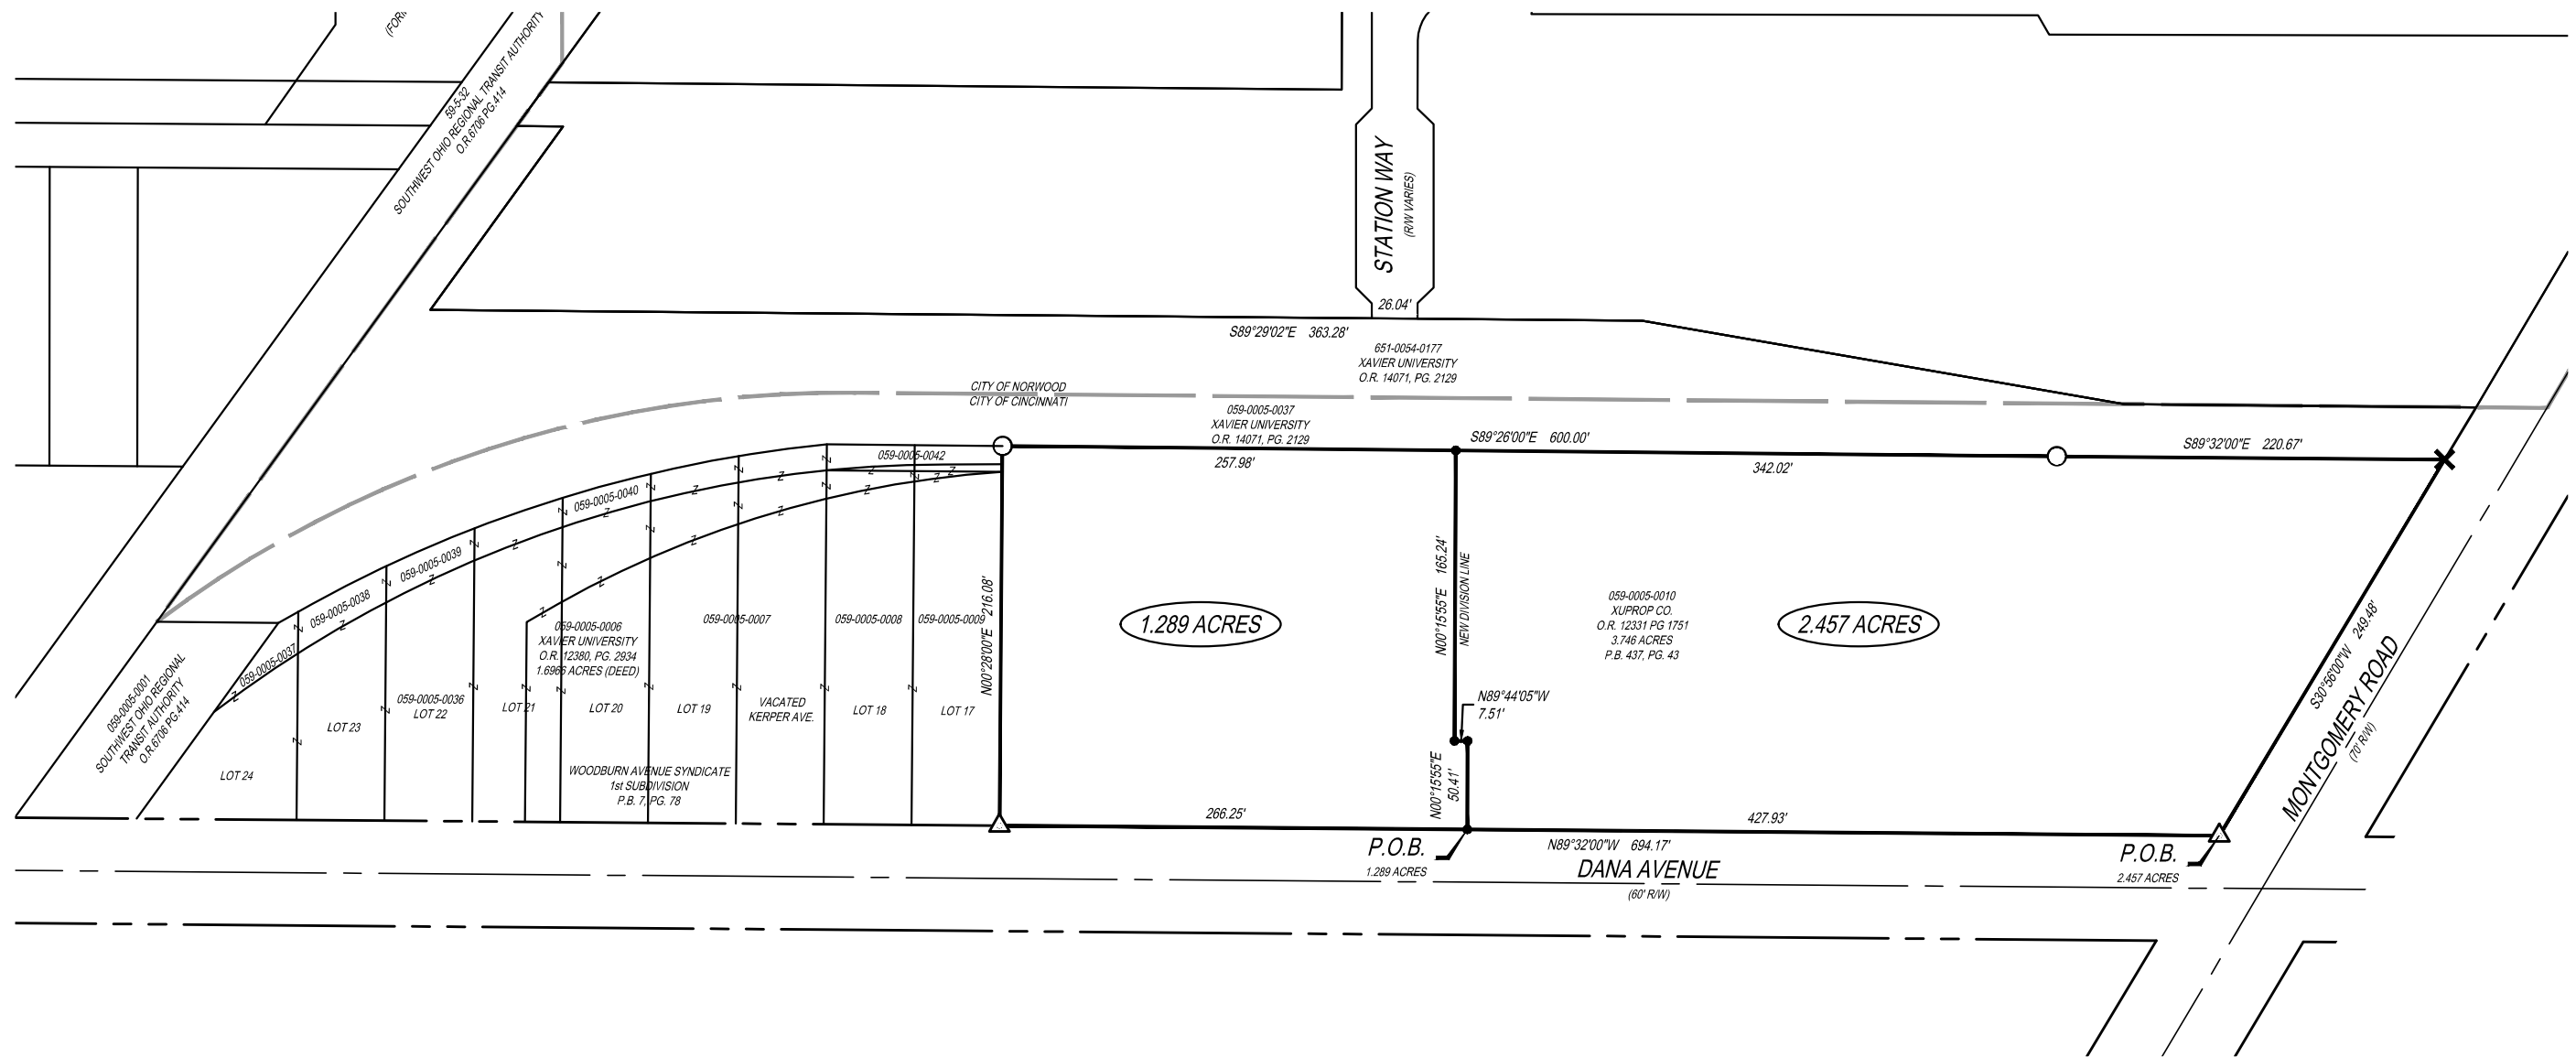 (FORM
59-5-32
SOUTHWEST OHIO REGIONAL TRANSIT AUTHORITY
O.R.6706 PG.414
STATION WAY
(R/W VARIES)
26.04'
S89°29'02"E 363.28'
651-0054-0177
XAVIER UNIVERSITY
O.R. 14071, PG. 2129
CITY OF NORWOOD
CITY OF CINCINNATI
059-0005-0037
XAVIER UNIVERSITY
O.R. 14071, PG. 2129
S89°26'00"E 600.00'
S89°32'00"E 220.67'
257.98'
342.02'
059-0005-0042
059-0005-0040
059-0005-0039
059-0005-0038
059-0005-0037
059-0005-0001
SOUTHWEST OHIO REGIONAL
TRANSIT AUTHORITY
O.R.6706 PG.414
059-0005-0006
XAVIER UNIVERSITY
O.R. 12380, PG. 2934
1.6966 ACRES (DEED)
059-0005-0007
059-0005-0008
059-0005-0009
059-0005-0036
LOT 22
LOT 24
LOT 23
LOT 21
LOT 20
LOT 19
VACATED
KERPER AVE.
LOT 18
LOT 17
WOODBURN AVENUE SYNDICATE
1st SUBDIVISION
P.B. 7, PG. 78
N00°28'00"E 216.08'
1.289 ACRES
N00°15'55"E 165.24'
NEW DIVISION LINE
059-0005-0010
XUPROP CO.
O.R. 12331 PG 1751
3.746 ACRES
P.B. 437, PG. 43
2.457 ACRES
N89°44'05"W
7.51'
N00°15'55"E
50.41'
S30°56'00"W 249.48'
MONTGOMERY ROAD
(70' R/W)
266.25'
427.93'
P.O.B.
1.289 ACRES
N89°32'00"W 694.17'
DANA AVENUE
(60' R/W)
P.O.B.
2.457 ACRES